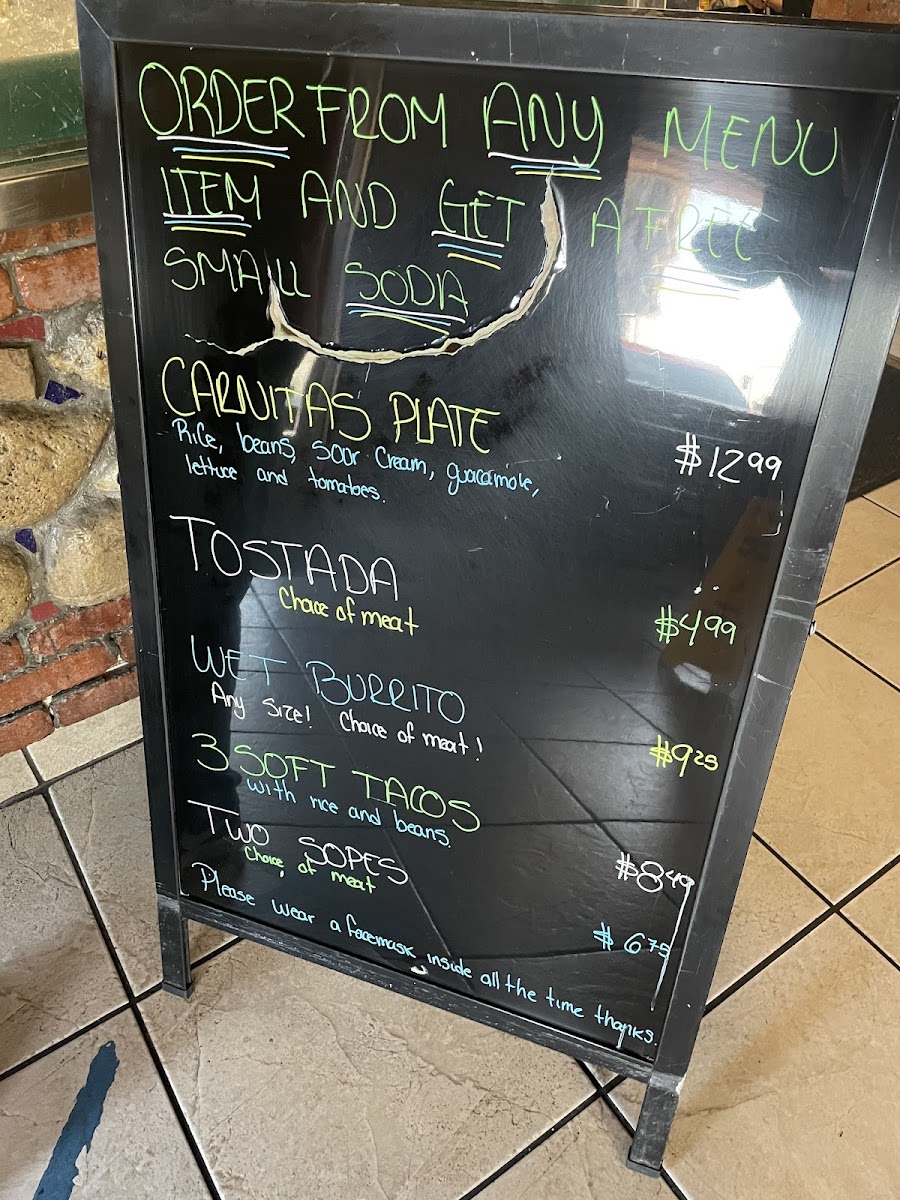 ORDER FROM ANY MENU
ITEM AND GET A FREE
SMALL SODA
CARNITAS PLATE
Rice, beans, sour cream, guacamole,
lettuce and tomatoes.
$12 99
TOSTADA
Choice of meat
$4 99
WET BURRITO
Any size! Choice of meat!
$9 25
3 SOFT TACOS
with rice and beans.
$8 49
TWO SOPES
Choice of meat
$6 75
Please wear a facemask inside all the time thanks.